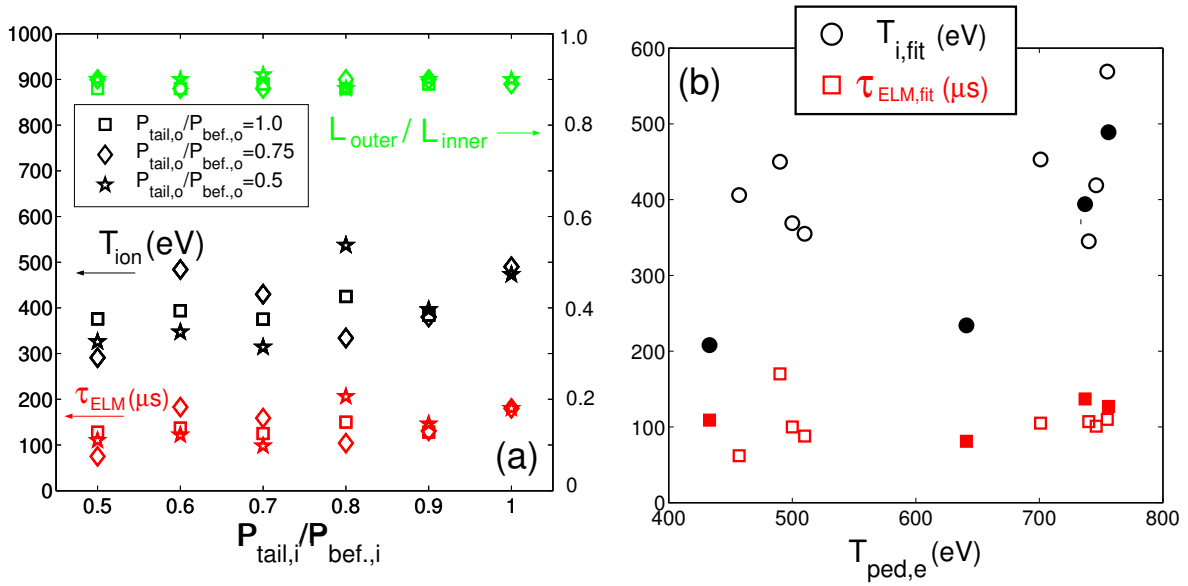 1000
900
800
700
600
500
400
300
200
100
0
1.0
0.8
0.6
0.4
0.2
0
P_tail,o/P_bef.,o=1.0
P_tail,o/P_bef.,o=0.75
P_tail,o/P_bef.,o=0.5
L_outer / L_inner
T_ion (eV)
τ_ELM (μs)
(a)
0.5 0.6 0.7 0.8 0.9 1
P_tail,i/P_bef.,i
T_i,fit (eV)
τ_ELM,fit (μs)
(b)
600
500
400
300
200
100
0
400 500 600 700 800
T_ped,e (eV)